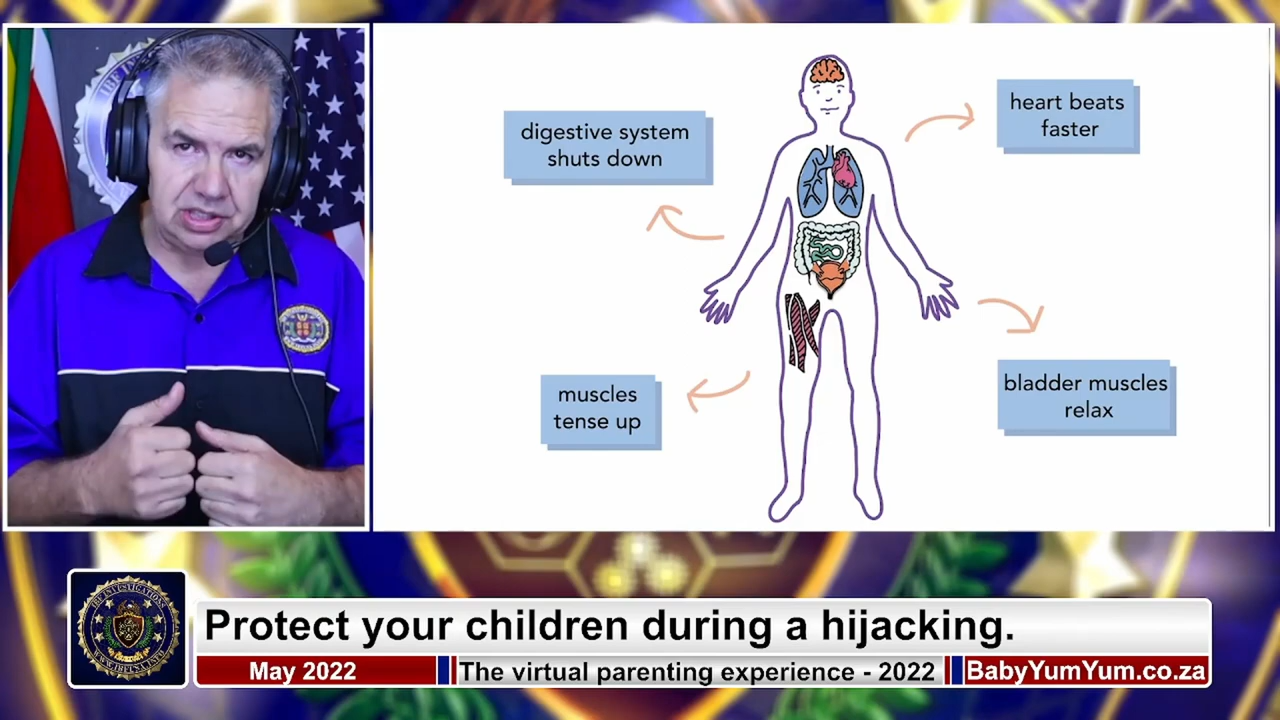 digestive system
shuts down
heart beats
faster
muscles
tense up
bladder muscles
relax
Protect your children during a hijacking.
May 2022
The virtual parenting experience - 2022
BabyYumYum.co.za